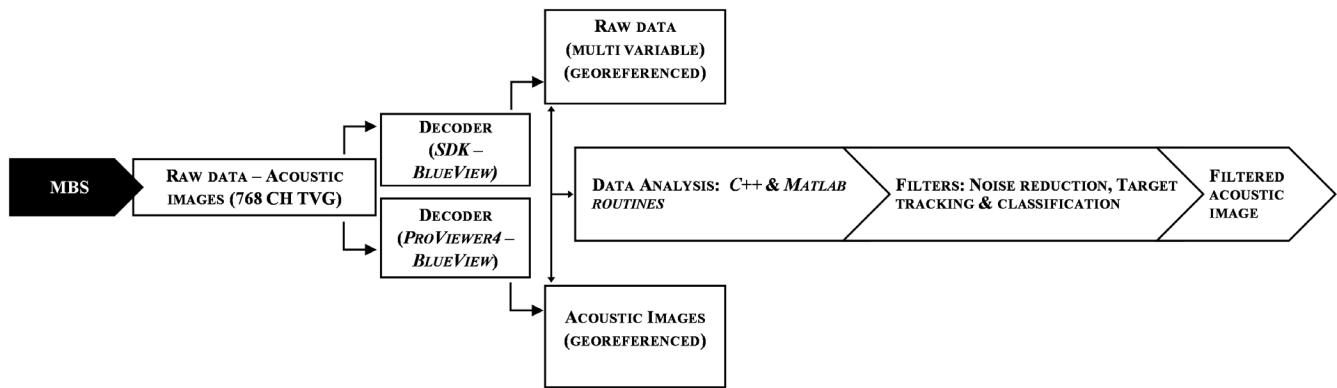 MBS
RAW DATA – ACOUSTIC
IMAGES (768 CH TVG)
DECODER
(SDK –
BLUEVIEW)
DECODER
(PROVIEWER4 –
BLUEVIEW)
RAW DATA
(MULTI VARIABLE)
(GEOREFERENCED)
ACOUSTIC IMAGES
(GEOREFERENCED)
DATA ANALYSIS: C++ & MATLAB
ROUTINES
FILTERS: NOISE REDUCTION, TARGET
TRACKING & CLASSIFICATION
FILTERED
ACOUSTIC
IMAGE